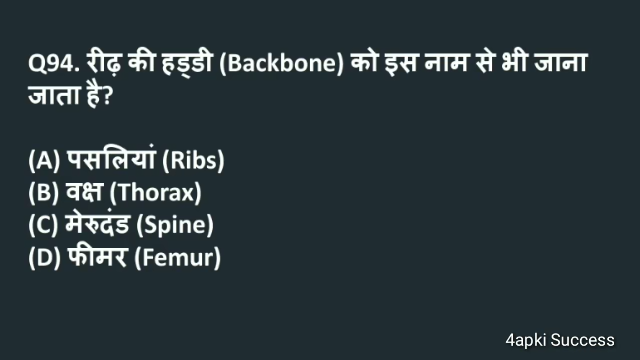 Q94. रीढ़ की हड्डी (Backbone) को इस नाम से भी जाना
जाता है?
(A) पसलियां (Ribs)
(B) वक्ष (Thorax)
(C) मेरुदंड (Spine)
(D) फीमर (Femur)
4apki Success